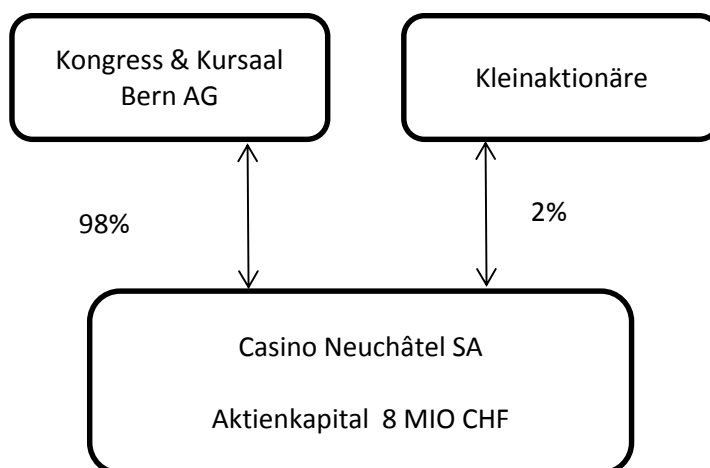 Kongress & Kursaal
Bern AG
Kleinaktionäre
98%
2%
Casino Neuchâtel SA
Aktienkapital 8 MIO CHF